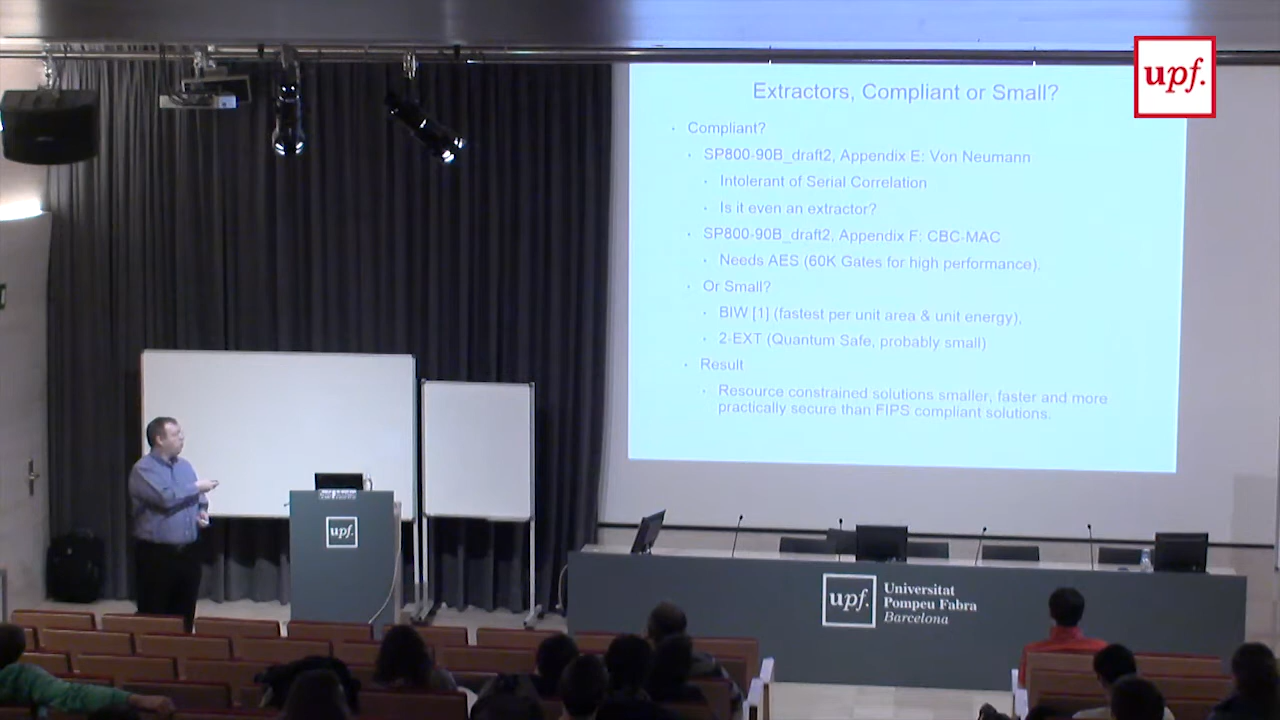 upf.
Extractors, Compliant or Small?
Compliant?
SP800-90B_draft2, Appendix E: Von Neumann
Intolerant of Serial Correlation
Is it even an extractor?
SP800-90B_draft2, Appendix F: CBC-MAC
Needs AES (60K Gates for high performance).
Or Small?
BIW [1] (fastest per unit area & unit energy).
2-EXT (Quantum Safe, probably small)
Result
Resource constrained solutions smaller, faster and more
practically secure than FIPS compliant solutions.
upf.
upf.
Universitat
Pompeu Fabra
Barcelona